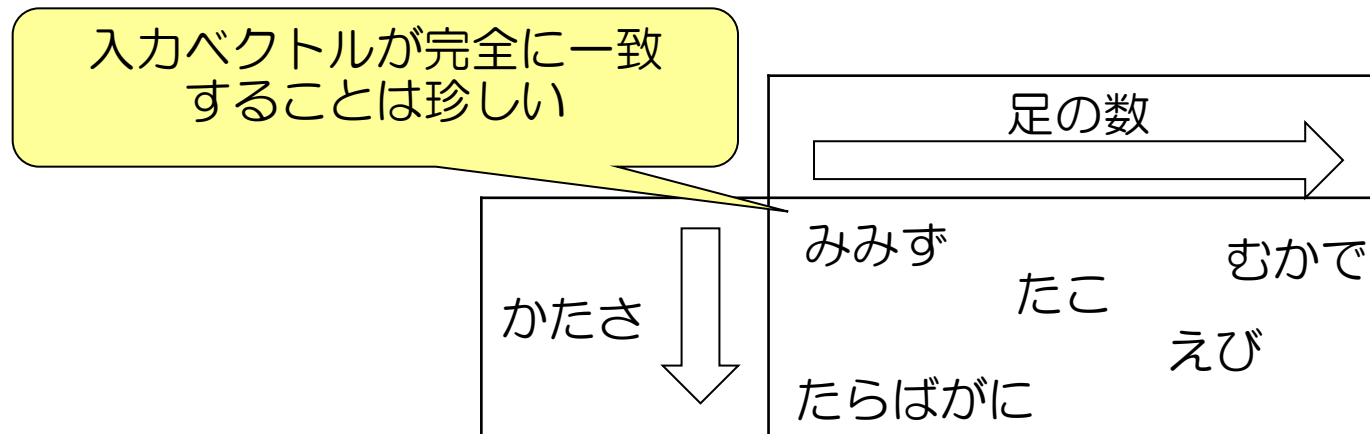 入力ベクトルが完全に一致
することは珍しい
足の数
みみず
むかで
たこ
かたさ
えび
たらばがに